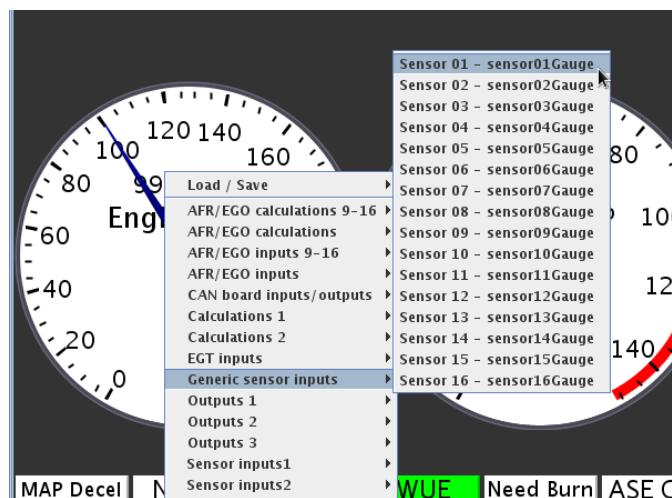 120 140
100 160
80
99
Load / Save
AFR/EGO calculations 9-16
AFR/EGO calculations
AFR/EGO inputs 9-16
AFR/EGO inputs
CAN board inputs/outputs
Calculations 1
Calculations 2
EGT inputs
Generic sensor inputs
Outputs 1
Outputs 2
Outputs 3
Sensor inputs1
Sensor inputs2
Sensor 01 - sensor01Gauge
Sensor 02 - sensor02Gauge
Sensor 03 - sensor03Gauge
Sensor 04 - sensor04Gauge
Sensor 05 - sensor05Gauge
Sensor 06 - sensor06Gauge
Sensor 07 - sensor07Gauge
Sensor 08 - sensor08Gauge
Sensor 09 - sensor09Gauge
Sensor 10 - sensor10Gauge
Sensor 11 - sensor11Gauge
Sensor 12 - sensor12Gauge
Sensor 13 - sensor13Gauge
Sensor 14 - sensor14Gauge
Sensor 15 - sensor15Gauge
Sensor 16 - sensor16Gauge
Eng
60
40
20
0
80
10
12
140
MAP Decel
WUE
Need Burn
ASE